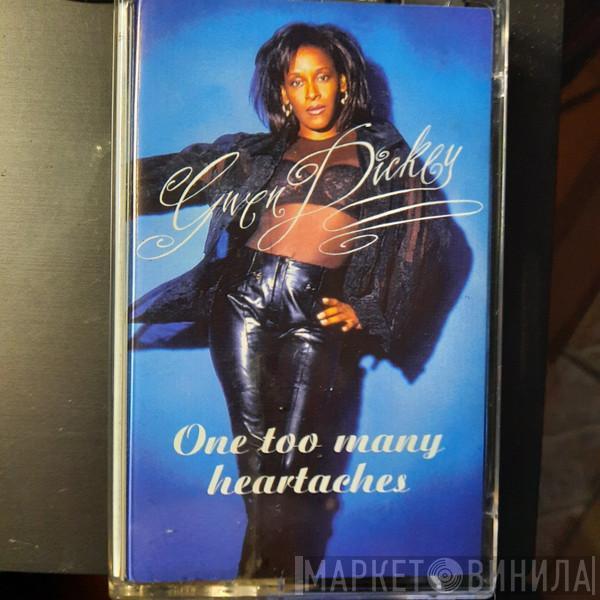 Gwen Dickey
One too many
heartaches
МАРКЕТ ВИНИЛА